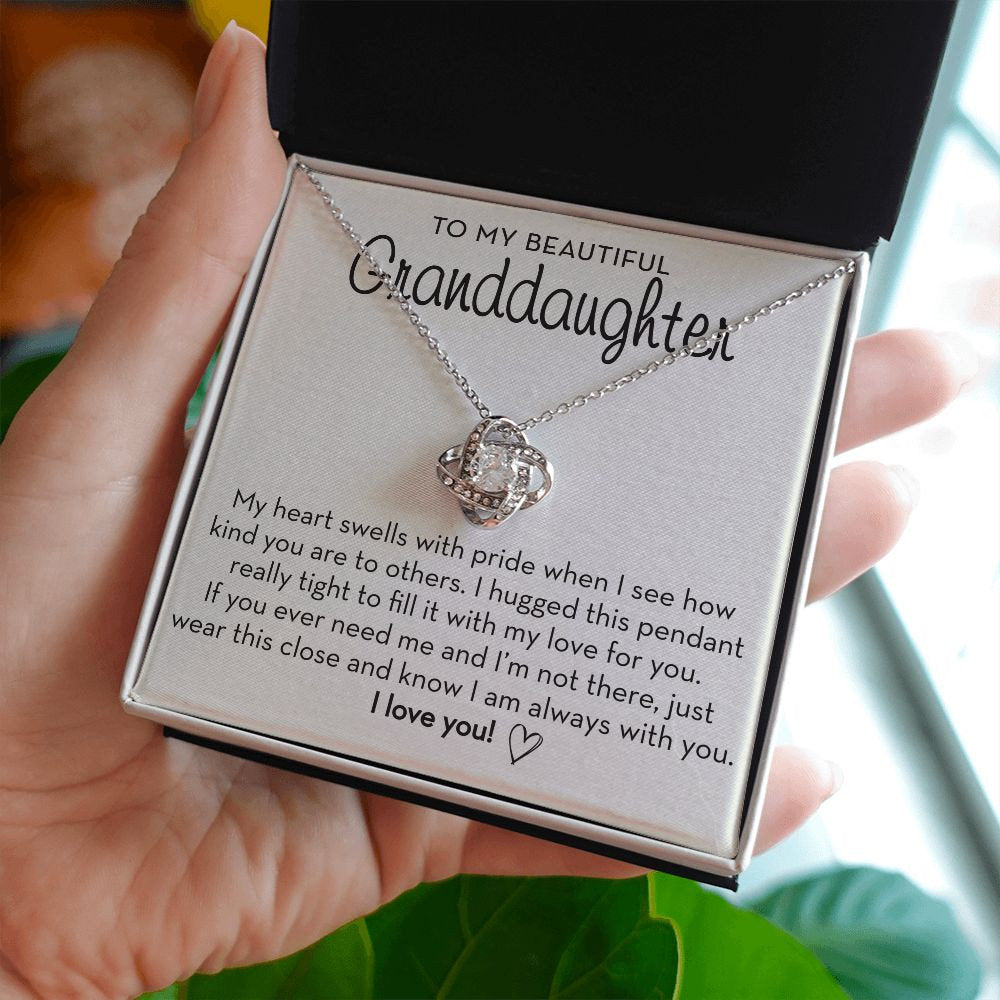 TO MY BEAUTIFUL
Granddaughter
My heart swells with pride when I see how
kind you are to others. I hugged this pendant
really tight to fill it with my love for you.
If you ever need me and I'm not there, just
wear this close and know I am always with you.
I love you!